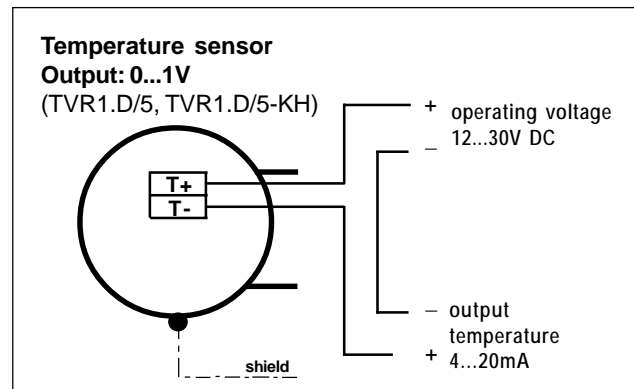 Temperature sensor
Output: 0...1V
(TVR1.D/5, TVR1.D/5-KH)
+ operating voltage
12...30V DC
–
T+
T-
– output
temperature
+ 4...20mA
shield